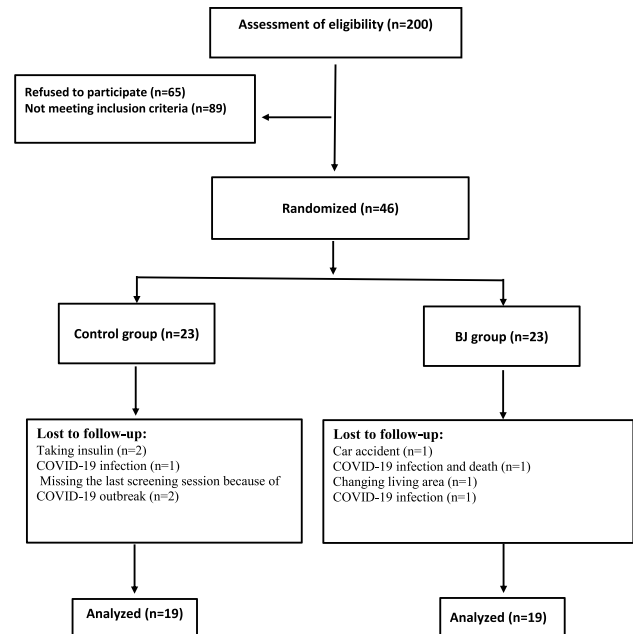 Assessment of eligibility (n=200)
Refused to participate (n=65)
Not meeting inclusion criteria (n=89)
Randomized (n=46)
Control group (n=23)
BJ group (n=23)
Lost to follow-up:
Taking insulin (n=2)
COVID-19 infection (n=1)
Missing the last screening session because of
COVID-19 outbreak (n=2)
Lost to follow-up:
Car accident (n=1)
COVID-19 infection and death (n=1)
Changing living area (n=1)
COVID-19 infection (n=1)
Analyzed (n=19)
Analyzed (n=19)